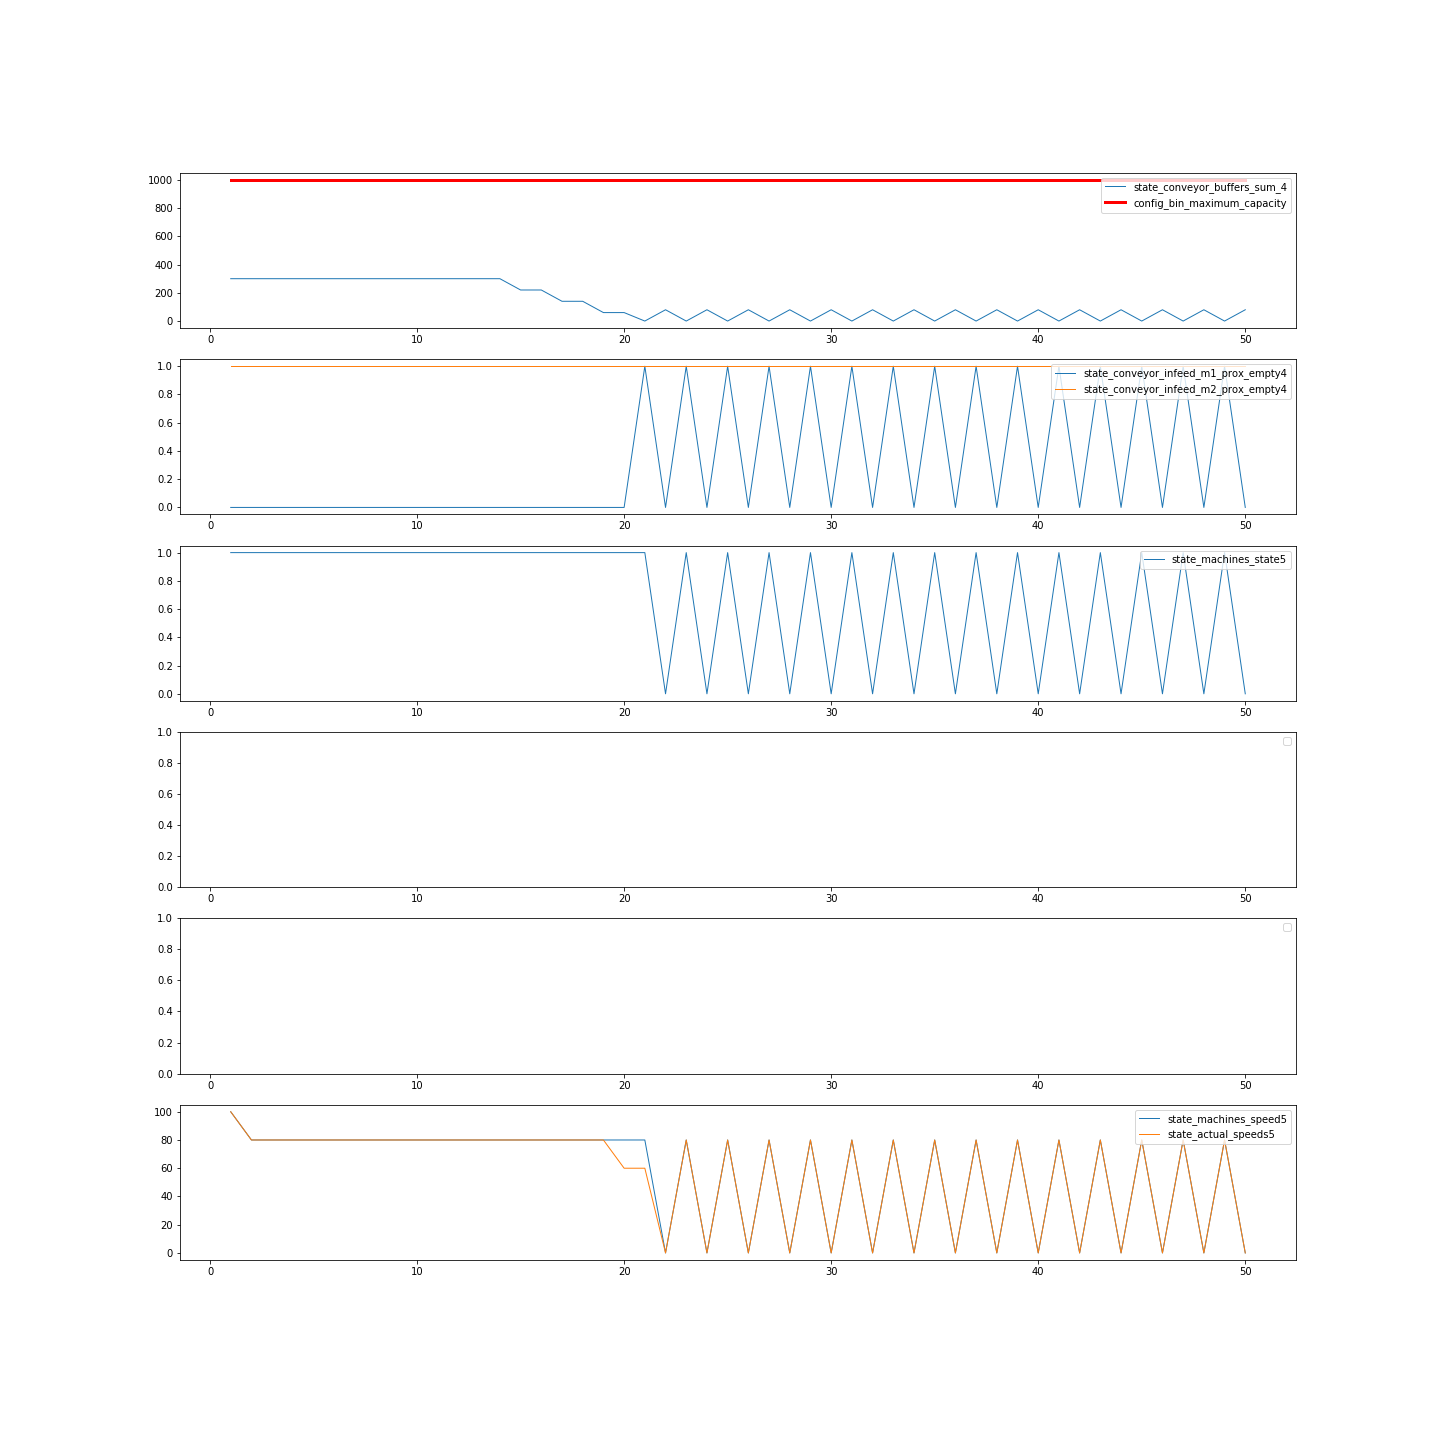 1000
800
600
400
200
0
state_conveyor_buffers_sum_4
config_bin_maximum_capacity
0 10 20 30 40 50
1.0
0.8
0.6
0.4
0.2
0.0
state_conveyor_infeed_m1_prox_empty4
state_conveyor_infeed_m2_prox_empty4
0 10 20 30 40 50
1.0
0.8
0.6
0.4
0.2
0.0
state_machines_state5
0 10 20 30 40 50
1.0
0.8
0.6
0.4
0.2
0.0
0 10 20 30 40 50
1.0
0.8
0.6
0.4
0.2
0.0
0 10 20 30 40 50
100
80
60
40
20
0
state_machines_speed5
state_actual_speeds5
0 10 20 30 40 50